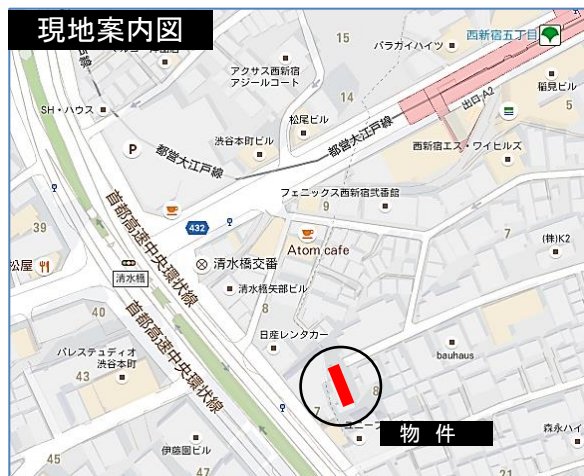 現地案内図
西新宿五丁目
15
パラガイハイツ
アクサス西新宿
アジールコート
出口-A2
稲見ビル
14
SH・ハウス
松尾ビル
渋谷本町ビル
都営大江戸線
西新宿エス・ワイヒルズ
P
都営大江戸線
フェニックス西新宿弐番館
9
7
首都高速中央環状線
39
432
Atom cafe
(株)K2
松屋
清水橋交番
清水橋
清水橋矢部ビル
8
40
日産レンタカー
首都高速中央環状線
パレステュディオ
渋谷本町
43
bauhaus
8
7
物 件
45
伊藤園ビル
46
森永ハイ